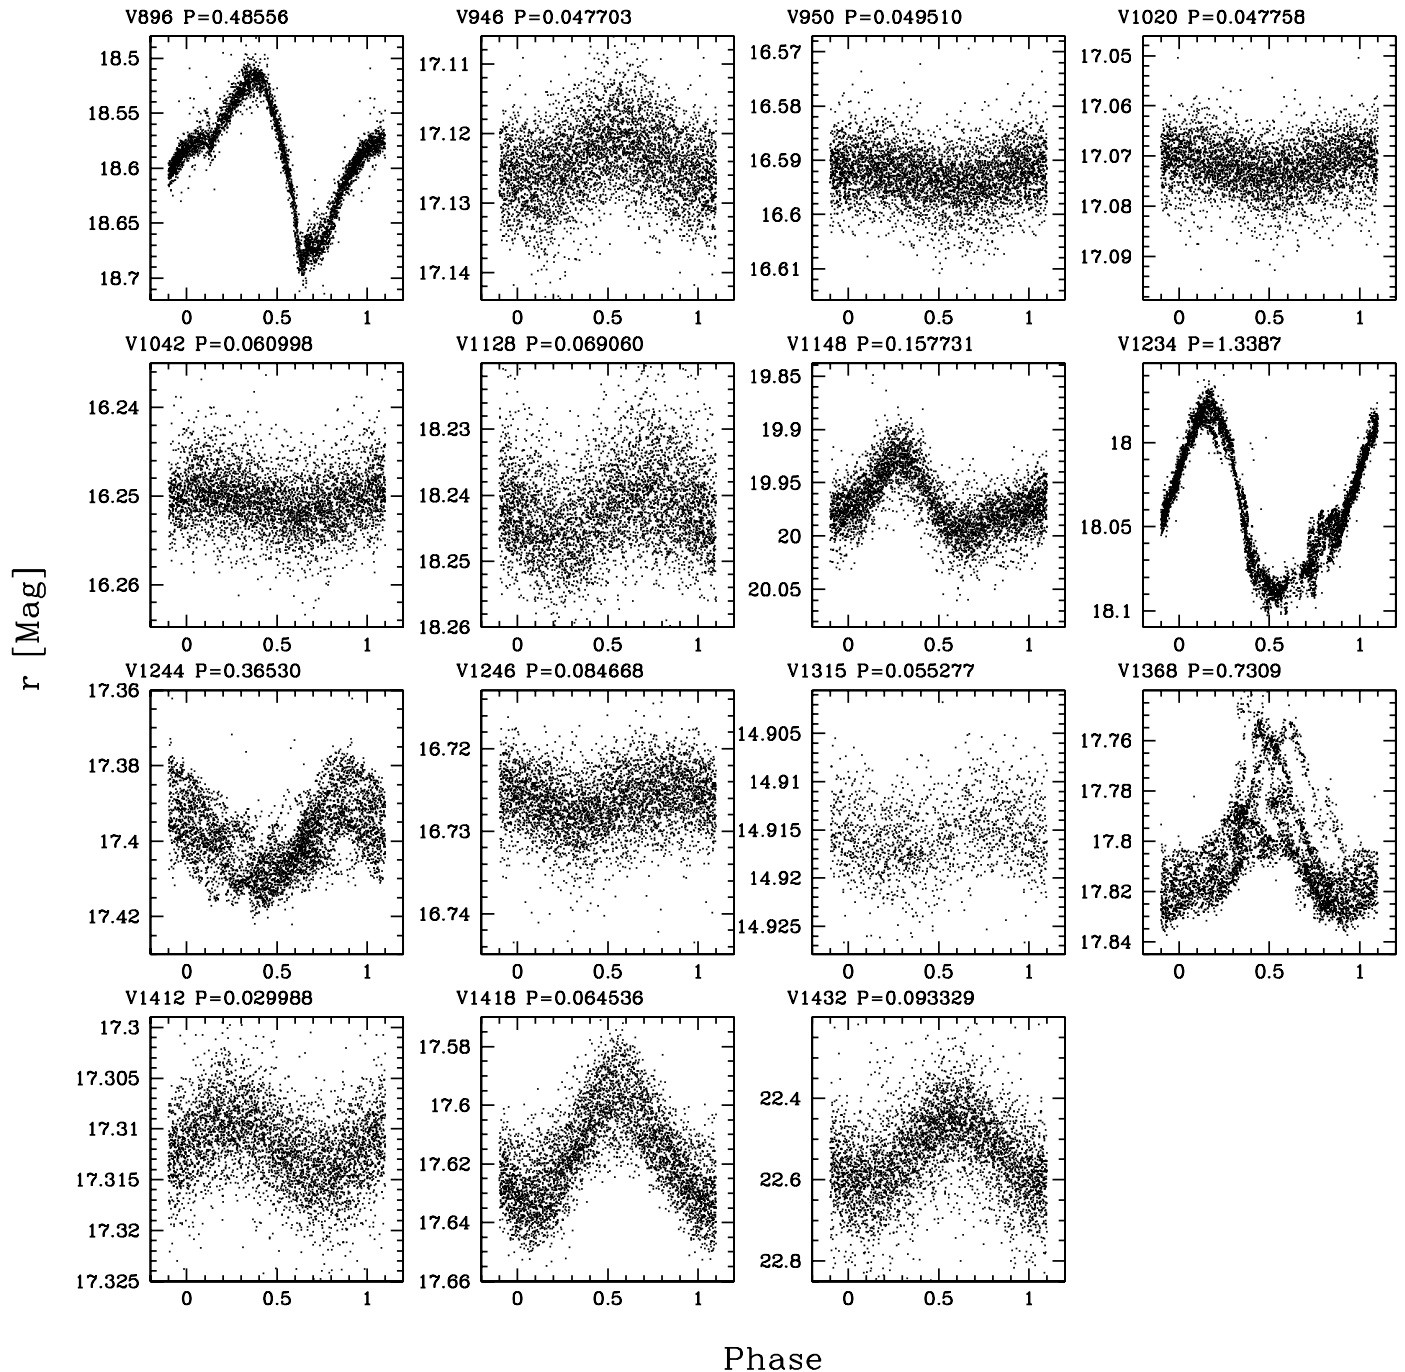 V896 P=0.48556 V946 P=0.047703 V950 P=0.049510 V1020 P=0.047758
18.5 18.55 18.6 18.65 18.7
17.11 17.12 17.13 17.14
16.57 16.58 16.59 16.6 16.61
17.05 17.06 17.07 17.08 17.09
0 0.5 1 0 0.5 1 0 0.5 1 0 0.5 1
V1042 P=0.060998 V1128 P=0.069060 V1148 P=0.157731 V1234 P=1.3387
16.24 16.25 16.26
18.23 18.24 18.25 18.26
19.85 19.9 19.95 20 20.05
18 18.05 18.1
0 0.5 1 0 0.5 1 0 0.5 1 0 0.5 1
r [Mag]
V1244 P=0.36530 V1246 P=0.084668 V1315 P=0.055277 V1368 P=0.7309
17.36 17.38 17.4 17.42
16.72 16.73 16.74
14.905 14.91 14.915 14.92 14.925
17.76 17.78 17.8 17.82 17.84
0 0.5 1 0 0.5 1 0 0.5 1 0 0.5 1
V1412 P=0.029988 V1418 P=0.064536 V1432 P=0.093329
17.3 17.305 17.31 17.315 17.32 17.325
17.58 17.6 17.62 17.64 17.66
22.4 22.6 22.8
0 0.5 1 0 0.5 1 0 0.5 1
Phase